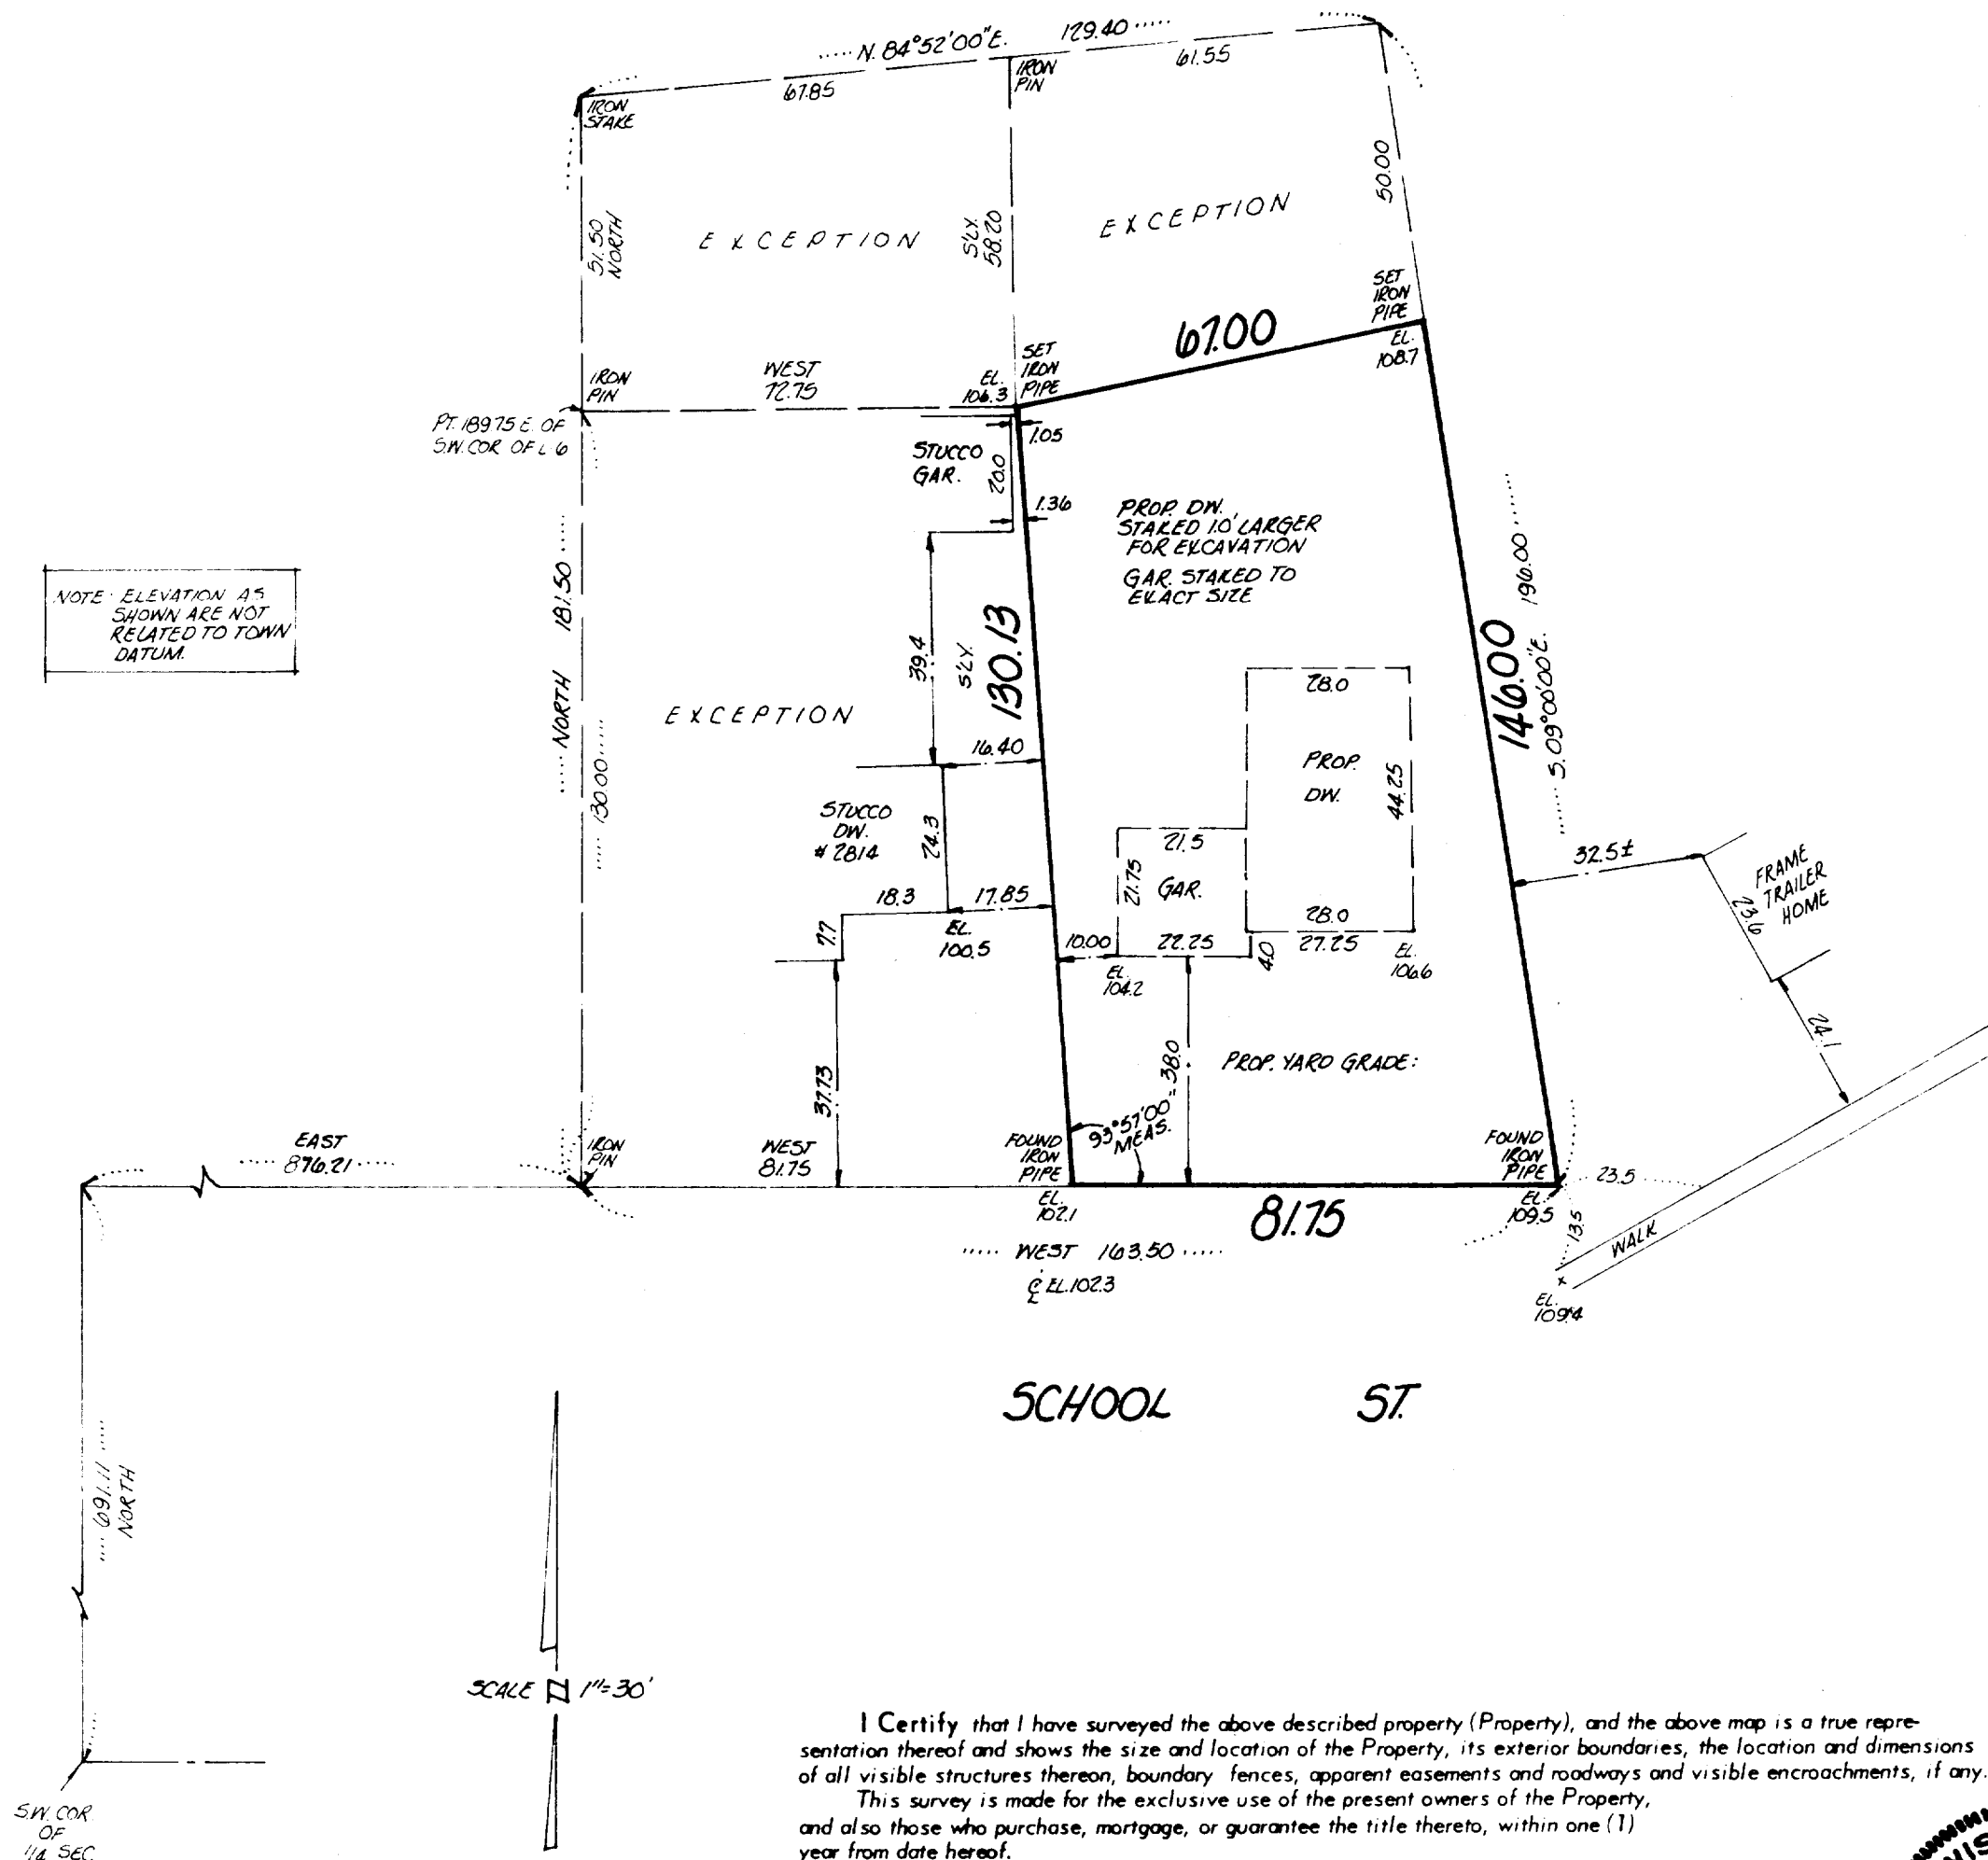 ..... N. 84°52'00"E. 129.40 .....
67.85
61.55
IRON
STAKE
IRON
PIN
51.50
NORTH
EXCEPTION
S'LY.
58.20
EXCEPTION
50.00
SET
IRON
PIPE
EL.
108.7
67.00
SET
IRON
PIPE
EL.
106.3
WEST
72.75
IRON
PIN
PT. 189.75 E. OF
S.W. COR OF L 6
STUCCO
GAR.
20.0
1.05
1.36
PROP. DW.
STAKED 1.0' LARGER
FOR EXCAVATION
GAR. STAKED TO
EXACT SIZE
NOTE: ELEVATION AS
SHOWN ARE NOT
RELATED TO TOWN
DATUM.
..... NORTH 181.50 .....
..... 130.00 .....
39.4
S'LY.
130.13
146.00
..... S.09°00'00"E. 196.00 .....
EXCEPTION
16.40
28.0
PROP.
DW.
44.25
STUCCO
DW.
# 2814
24.3
21.5
21.75
GAR.
32.5±
FRAME
TRAILER
HOME
23.6
18.3
17.85
7.7
EL.
100.5
28.0
10.00
22.25
4.0
27.25
EL.
104.2
EL.
106.6
24.1
37.73
38.0
PROP. YARD GRADE:
93°57'00"
MEAS.
EAST
..... 876.21 .....
IRON
PIN
WEST
81.75
FOUND
IRON
PIPE
FOUND
IRON
PIPE
23.5
EL.
102.1
81.75
EL.
109.5
13.5
WALK
..... WEST 163.50 .....
℄ EL.102.3
EL.
109.4
SCHOOL ST.
..... 691.11 .....
NORTH
SCALE 1"=30'
S.W. COR.
OF
1/4 SEC.
I Certify that I have surveyed the above described property (Property), and the above map is a true repre-
sentation thereof and shows the size and location of the Property, its exterior boundaries, the location and dimensions
of all visible structures thereon, boundary fences, apparent easements and roadways and visible encroachments, if any.
This survey is made for the exclusive use of the present owners of the Property,
and also those who purchase, mortgage, or guarantee the title thereto, within one (1)
year from date hereof.